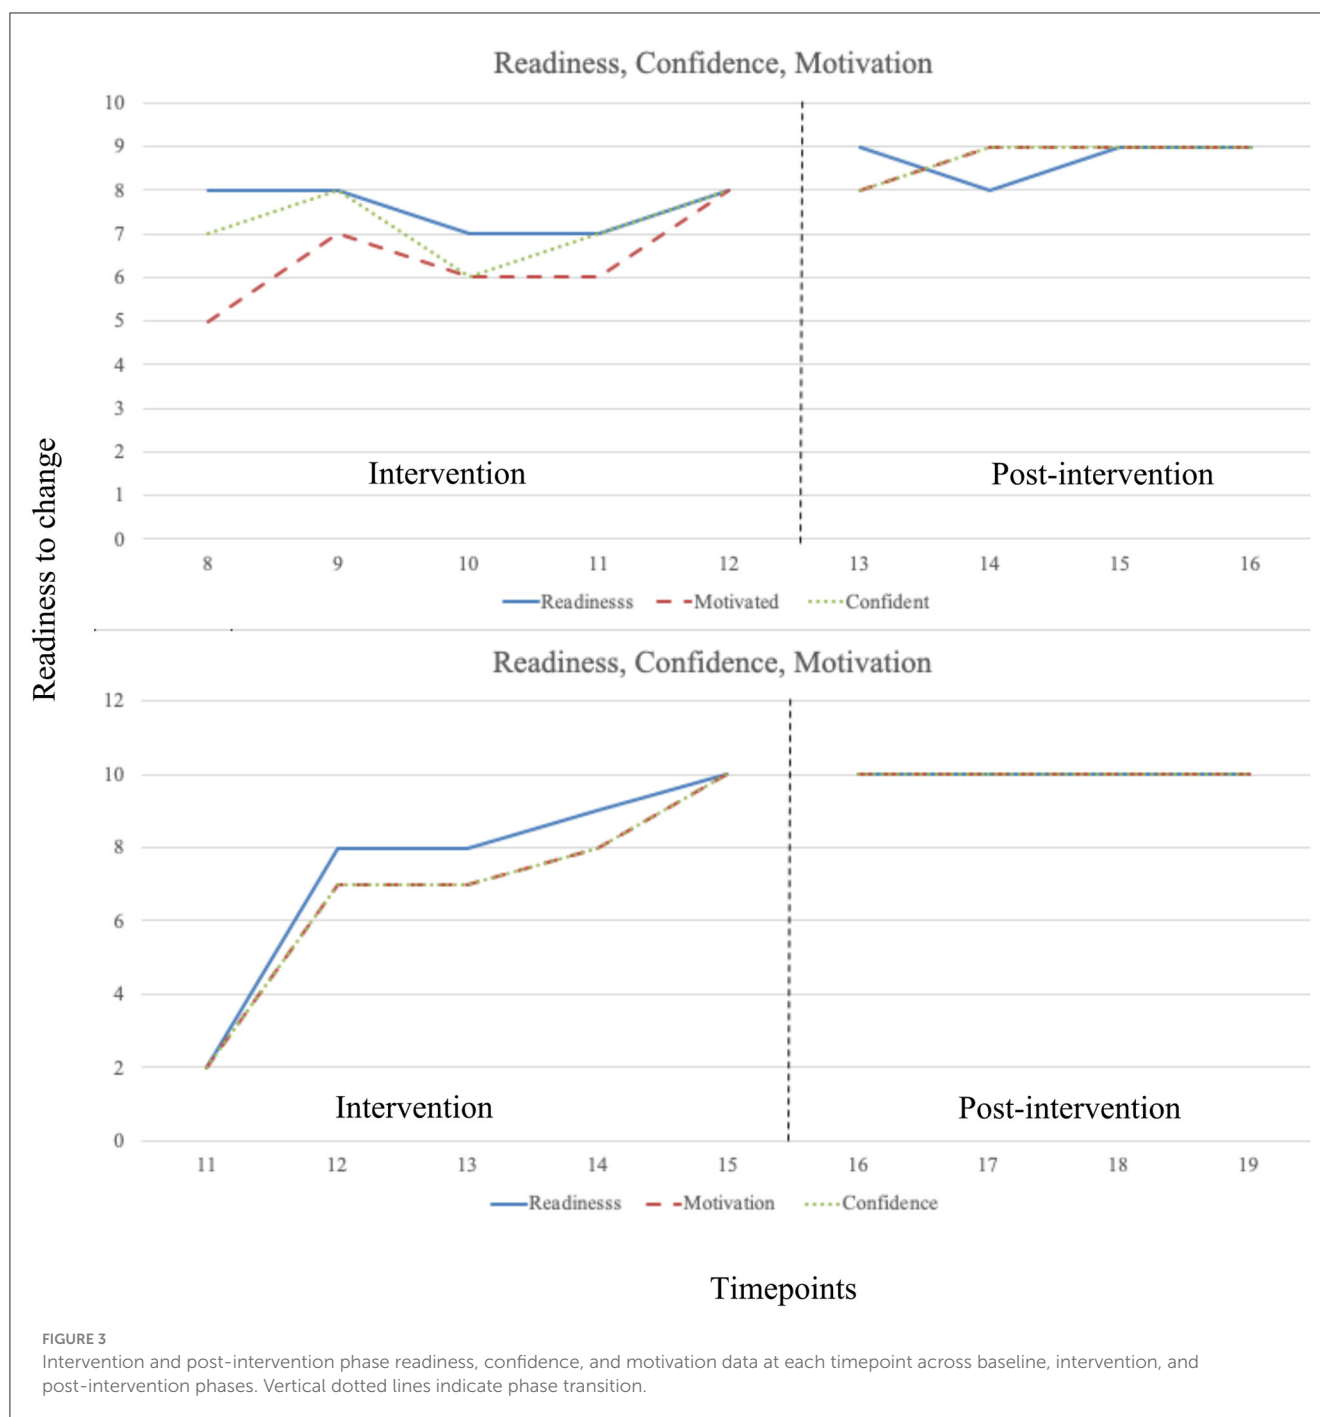 Readiness, Confidence, Motivation
10
9
8
7
6
5
4
3
2
1
0
Intervention
Post-intervention
8 9 10 11 12 13 14 15 16
Readinesss Motivated Confident
Readiness to change
Readiness, Confidence, Motivation
12
10
8
6
4
2
0
Intervention
Post-intervention
11 12 13 14 15 16 17 18 19
Readinesss Motivation Confidence
Timepoints
FIGURE 3
Intervention and post-intervention phase readiness, confidence, and motivation data at each timepoint across baseline, intervention, and
post-intervention phases. Vertical dotted lines indicate phase transition.